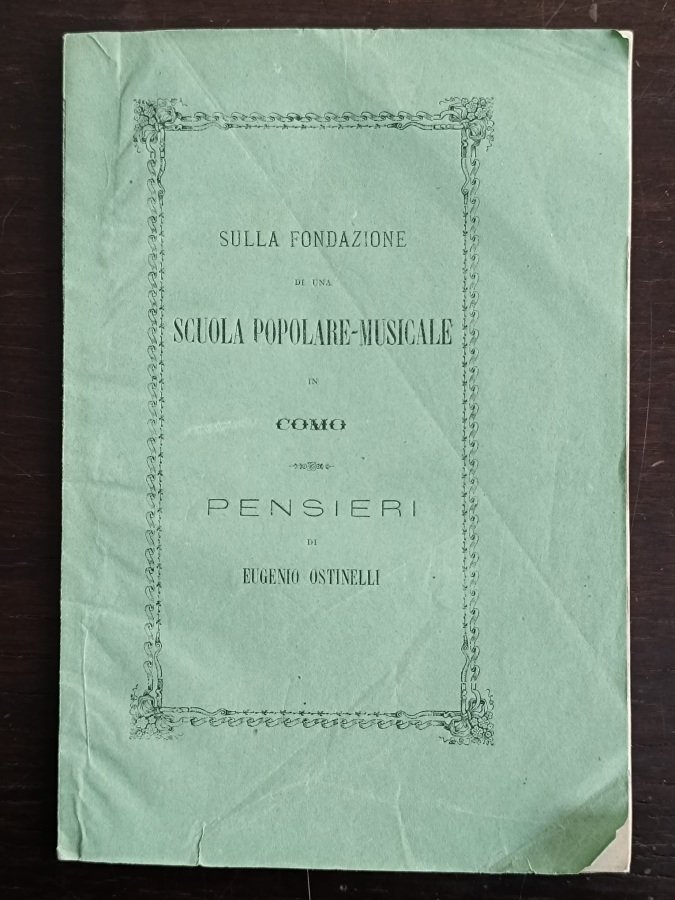 SULLA FONDAZIONE
DI UNA
SCUOLA POPOLARE-MUSICALE
IN
COMO
PENSIERI
DI
EUGENIO OSTINELLI